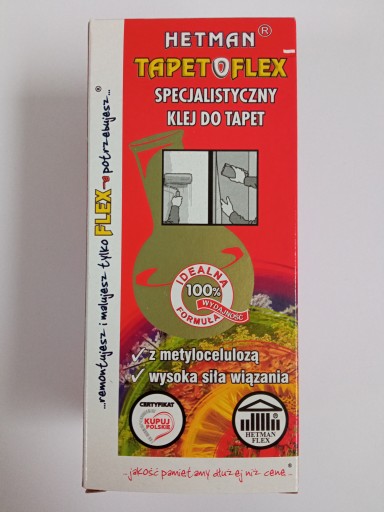 HETMAN®
TAPETOFLEX
SPECJALISTYCZNY
KLEJ DO TAPET
...remontujesz i malujesz tylko FLEX-a potrzebujesz...®
IDEALNA
100%
WYDAJNOŚĆ
FORMUŁA
z metylocelulozą
wysoka siła wiązania
CERTYFIKAT
KUPUJ
POLSKIE
HETMAN
FLEX
...jakość pamiętamy dłużej niż cenę...®